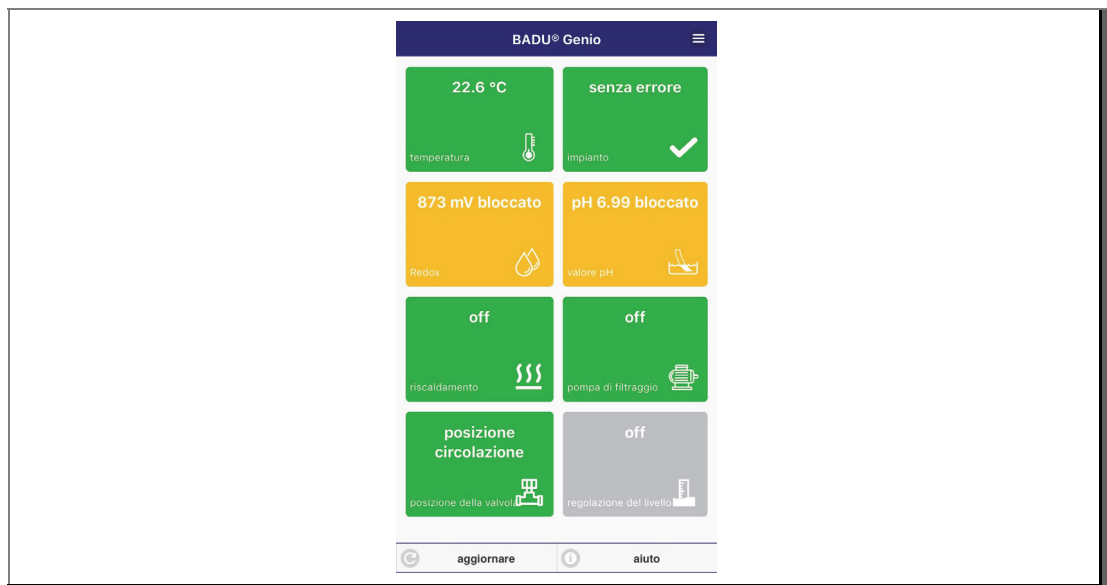 BADU® Genio
22.6 °C
temperatura
senza errore
impianto
873 mV bloccato
Redox
pH 6.99 bloccato
valore pH
off
riscaldamento
off
pompa di filtraggio
posizione
circolazione
posizione della valvola
off
regolazione del livello
aggiornare
aiuto